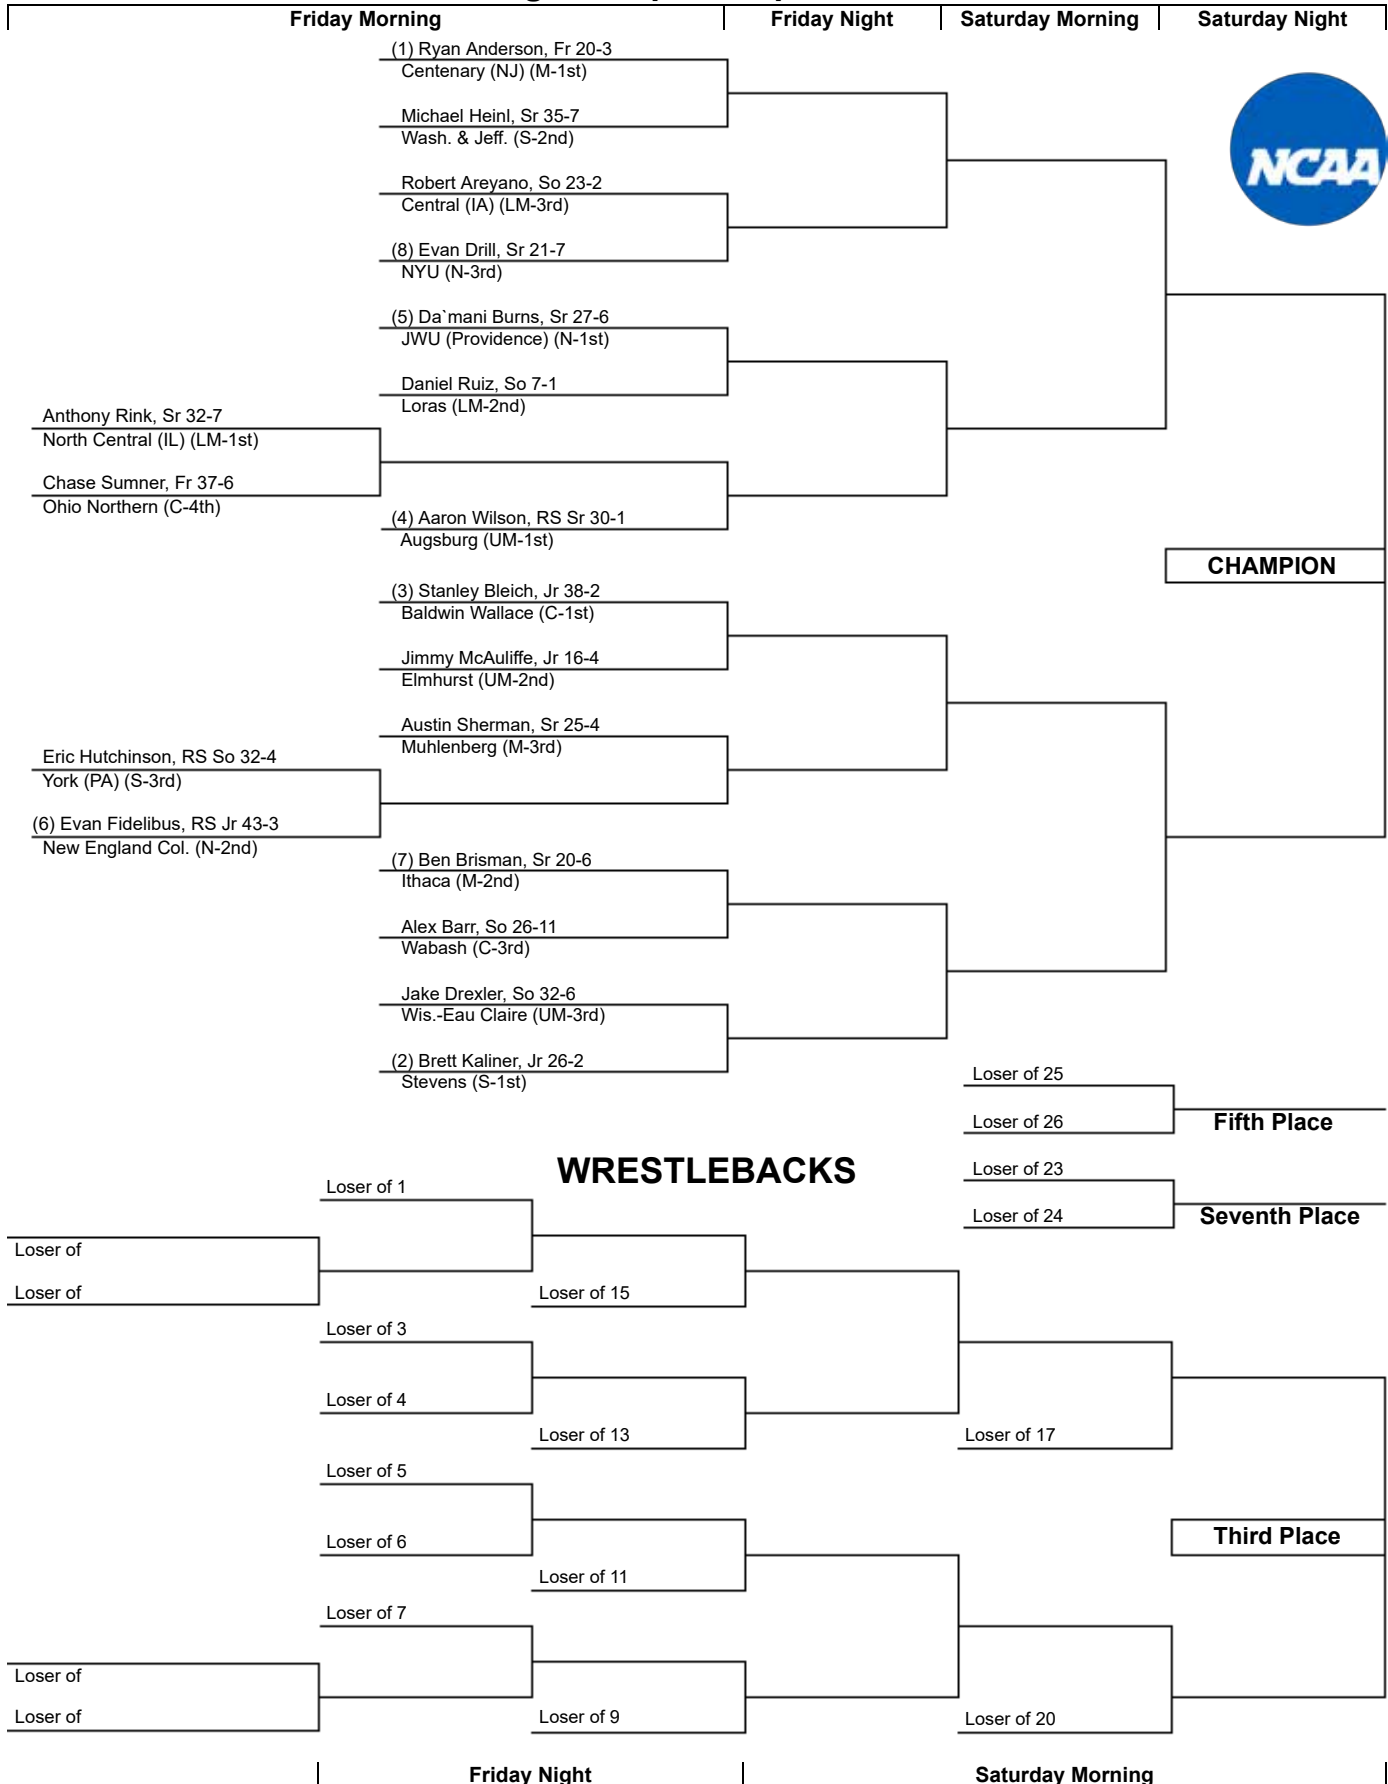 Friday Morning
Friday Night
Saturday Morning
Saturday Night
(1) Ryan Anderson, Fr 20-3
Centenary (NJ) (M-1st)
Michael Heinl, Sr 35-7
Wash. & Jeff. (S-2nd)
NCAA
Robert Areyano, So 23-2
Central (IA) (LM-3rd)
(8) Evan Drill, Sr 21-7
NYU (N-3rd)
(5) Da`mani Burns, Sr 27-6
JWU (Providence) (N-1st)
Daniel Ruiz, So 7-1
Loras (LM-2nd)
Anthony Rink, Sr 32-7
North Central (IL) (LM-1st)
Chase Sumner, Fr 37-6
Ohio Northern (C-4th)
(4) Aaron Wilson, RS Sr 30-1
Augsburg (UM-1st)
CHAMPION
(3) Stanley Bleich, Jr 38-2
Baldwin Wallace (C-1st)
Jimmy McAuliffe, Jr 16-4
Elmhurst (UM-2nd)
Austin Sherman, Sr 25-4
Muhlenberg (M-3rd)
Eric Hutchinson, RS So 32-4
York (PA) (S-3rd)
(6) Evan Fidelibus, RS Jr 43-3
New England Col. (N-2nd)
(7) Ben Brisman, Sr 20-6
Ithaca (M-2nd)
Alex Barr, So 26-11
Wabash (C-3rd)
Jake Drexler, So 32-6
Wis.-Eau Claire (UM-3rd)
(2) Brett Kaliner, Jr 26-2
Stevens (S-1st)
Loser of 25
Loser of 26
Fifth Place
WRESTLEBACKS
Loser of 23
Loser of 24
Seventh Place
Loser of 1
Loser of
Loser of
Loser of 15
Loser of 3
Loser of 4
Loser of 13
Loser of 17
Loser of 5
Loser of 6
Loser of 11
Third Place
Loser of 7
Loser of
Loser of
Loser of 9
Loser of 20
Friday Night
Saturday Morning